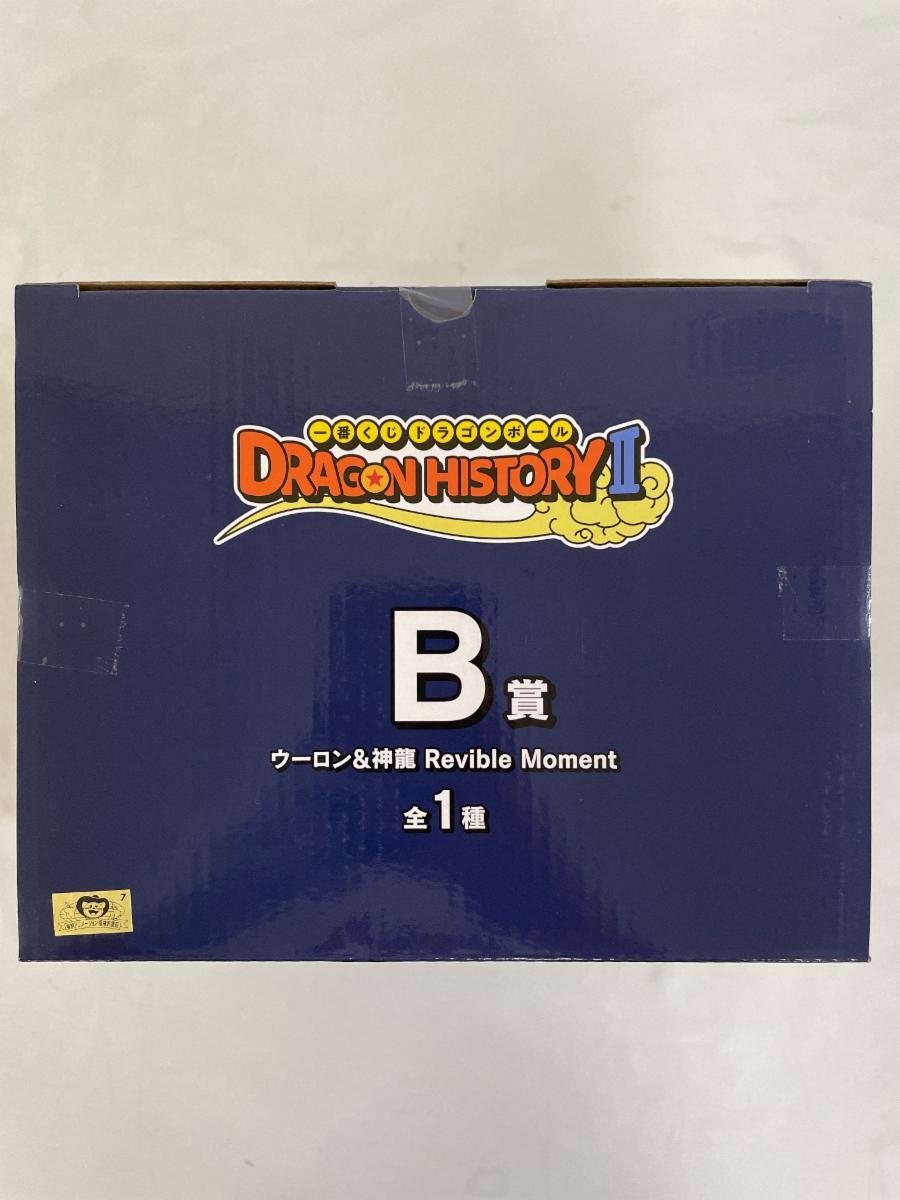 一番くじドラゴンボール
DRAGON HISTORY II
B賞
ウーロン&神龍 Revible Moment
全1種
7